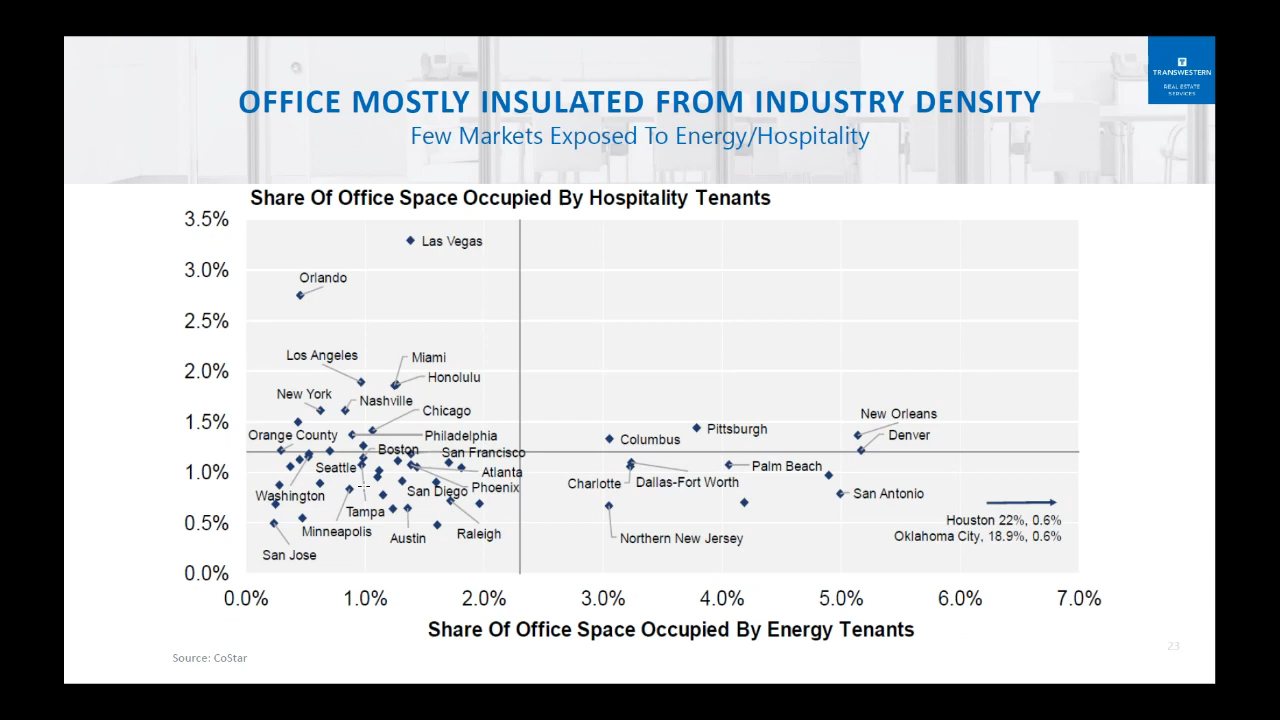 TRANSWESTERN
REAL ESTATE
SERVICES
OFFICE MOSTLY INSULATED FROM INDUSTRY DENSITY
Few Markets Exposed To Energy/Hospitality
Share Of Office Space Occupied By Hospitality Tenants
3.5%
Las Vegas
3.0%
Orlando
2.5%
2.0%
Los Angeles
Miami
Honolulu
New York
Nashville
Chicago
1.5%
New Orleans
Orange County
Philadelphia
Columbus
Pittsburgh
Denver
Boston
San Francisco
1.0%
Seattle
Atlanta
Palm Beach
Washington
San Diego
Phoenix
Charlotte
Dallas-Fort Worth
San Antonio
0.5%
Tampa
Minneapolis
Austin
Raleigh
Northern New Jersey
Houston 22%, 0.6%
Oklahoma City, 18.9%, 0.6%
San Jose
0.0%
0.0% 1.0% 2.0% 3.0% 4.0% 5.0% 6.0% 7.0%
Share Of Office Space Occupied By Energy Tenants
Source: CoStar
23